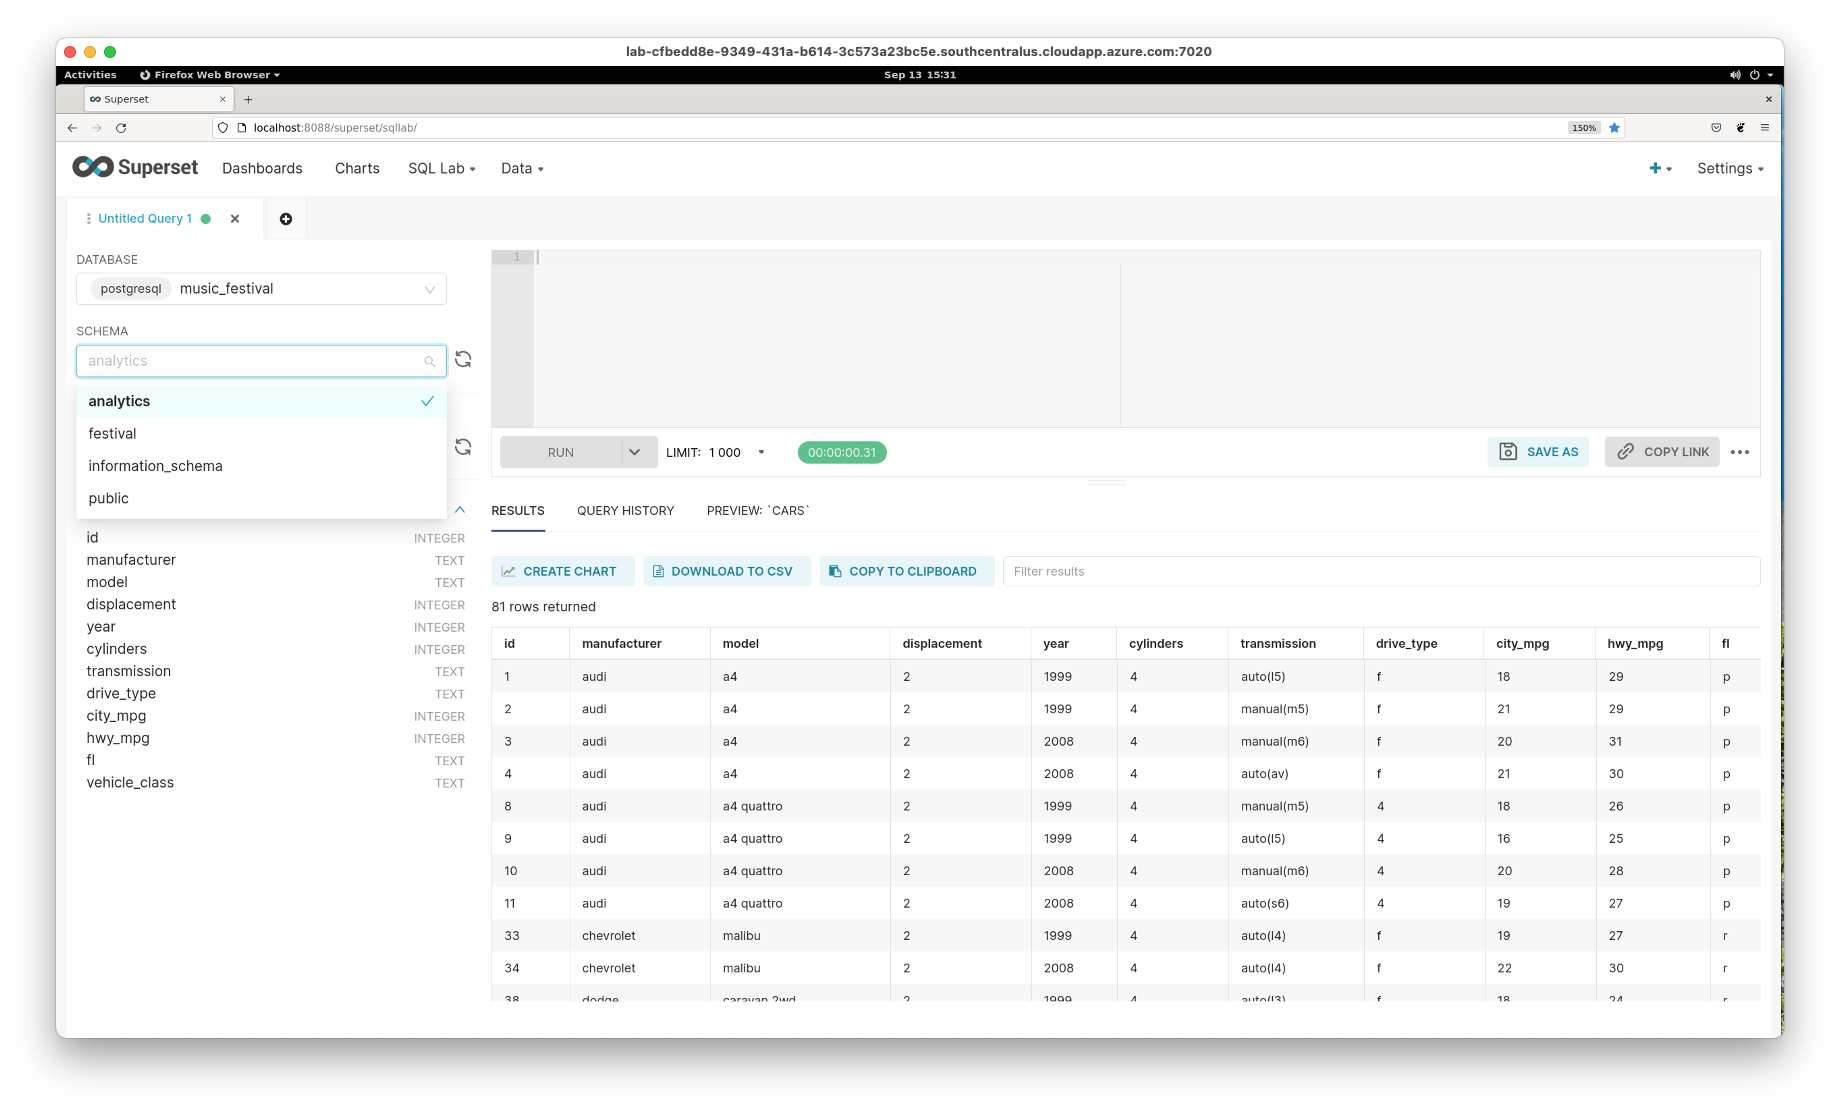 lab-cfbedd8e-9349-431a-b614-3c573a23bc5e.southcentralus.cloudapp.azure.com:7020
Activities Firefox Web Browser Sep 13 15:31
Superset
localhost:8088/superset/sqllab/ 150%
Superset Dashboards Charts SQL Lab Data Settings
Untitled Query 1
DATABASE
postgresql music_festival
SCHEMA
analytics
analytics
festival
information_schema
public
id INTEGER
manufacturer TEXT
model TEXT
displacement INTEGER
year INTEGER
cylinders INTEGER
transmission TEXT
drive_type TEXT
city_mpg INTEGER
hwy_mpg INTEGER
fl TEXT
vehicle_class TEXT
1
RUN LIMIT: 1 000 00:00:00.31 SAVE AS COPY LINK
RESULTS QUERY HISTORY PREVIEW: `CARS`
CREATE CHART DOWNLOAD TO CSV COPY TO CLIPBOARD Filter results
81 rows returned
id manufacturer model displacement year cylinders transmission drive_type city_mpg hwy_mpg fl
1 audi a4 2 1999 4 auto(l5) f 18 29 p
2 audi a4 2 1999 4 manual(m5) f 21 29 p
3 audi a4 2 2008 4 manual(m6) f 20 31 p
4 audi a4 2 2008 4 auto(av) f 21 30 p
8 audi a4 quattro 2 1999 4 manual(m5) 4 18 26 p
9 audi a4 quattro 2 1999 4 auto(l5) 4 16 25 p
10 audi a4 quattro 2 2008 4 manual(m6) 4 20 28 p
11 audi a4 quattro 2 2008 4 auto(s6) 4 19 27 p
33 chevrolet malibu 2 1999 4 auto(l4) f 19 27 r
34 chevrolet malibu 2 2008 4 auto(l4) f 22 30 r
38 dodge caravan 2wd 2 1999 4 auto(l3) f 18 24 r